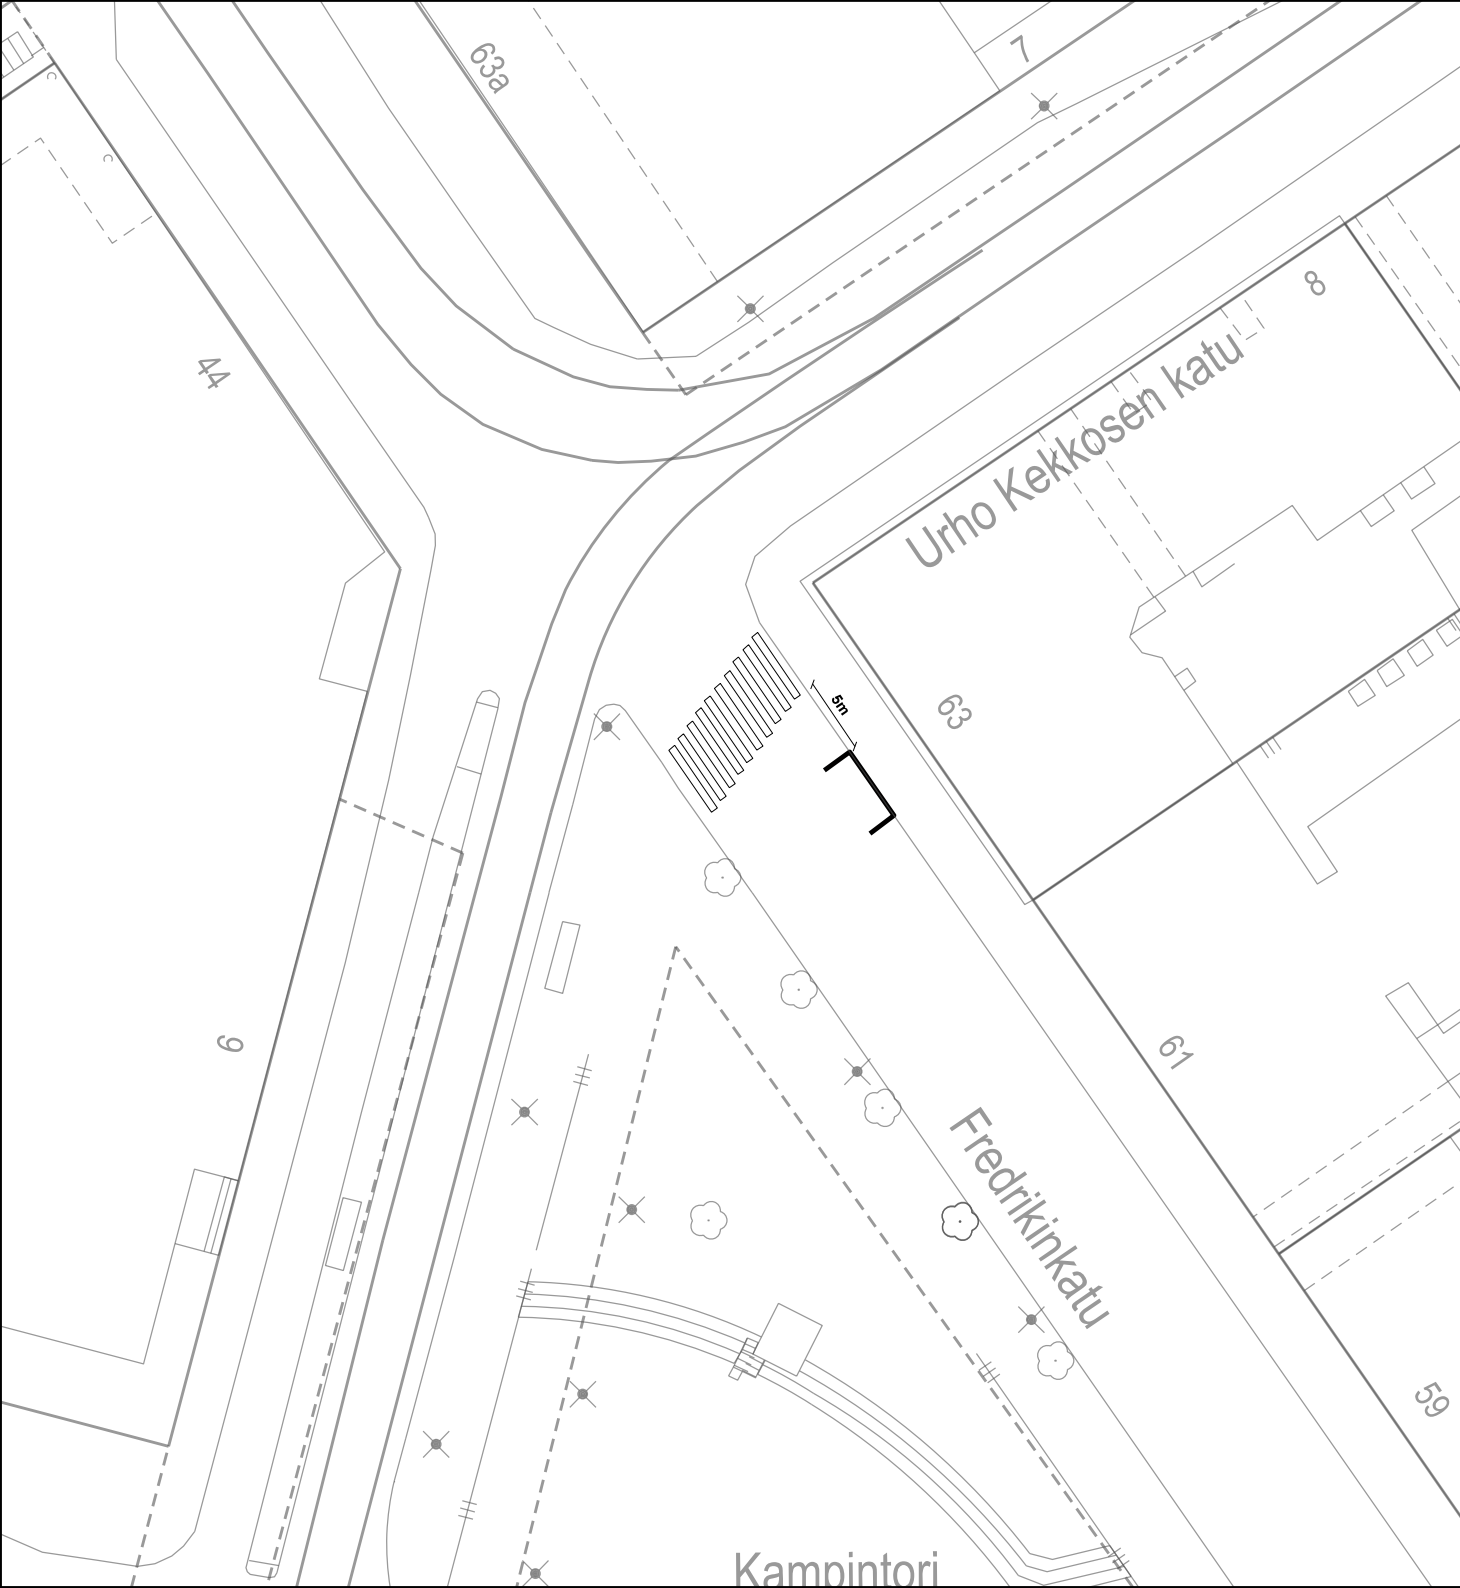 63a
7
44
8
Urho Kekkosen katu
5m
63
9
61
Fredrikinkatu
59
Kampintori